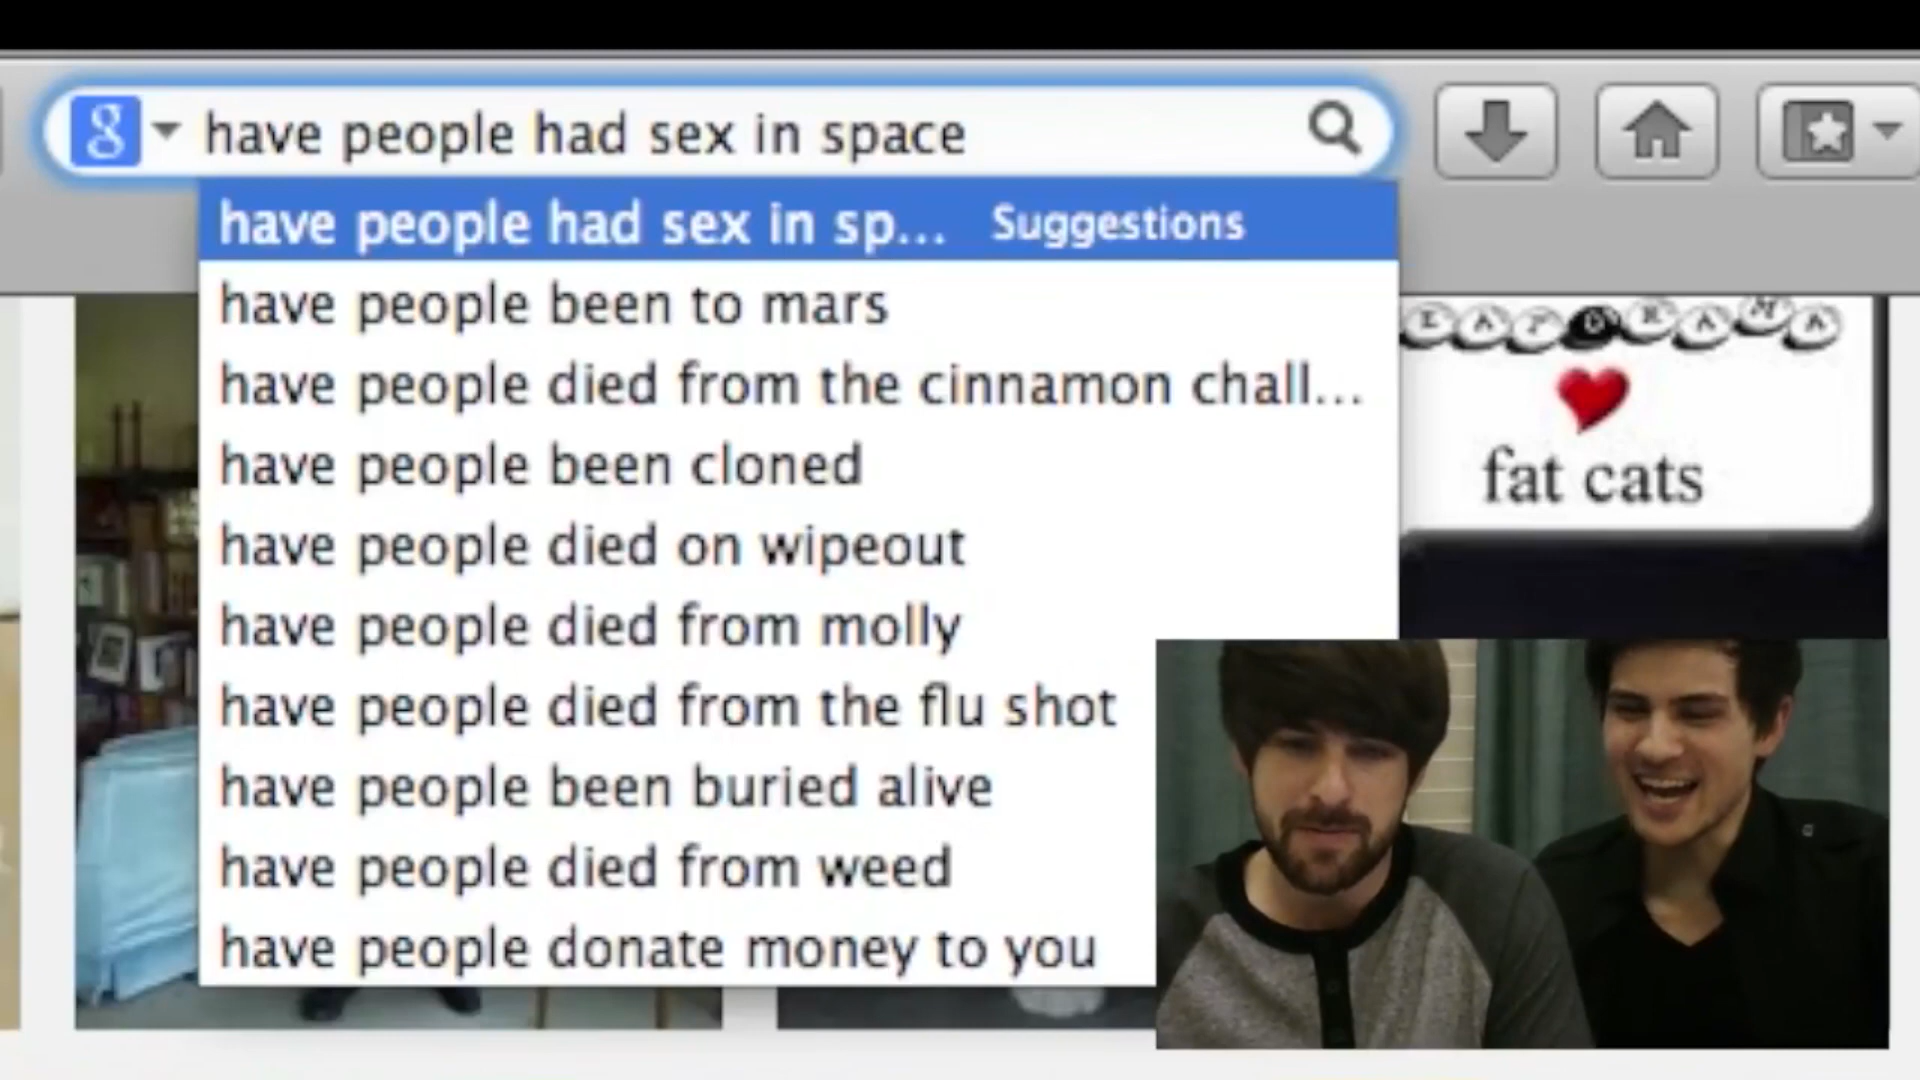 have people had sex in space
have people had sex in sp... Suggestions
have people been to mars
have people died from the cinnamon chall...
have people been cloned
have people died on wipeout
have people died from molly
have people died from the flu shot
have people been buried alive
have people died from weed
have people donate money to you
fat cats